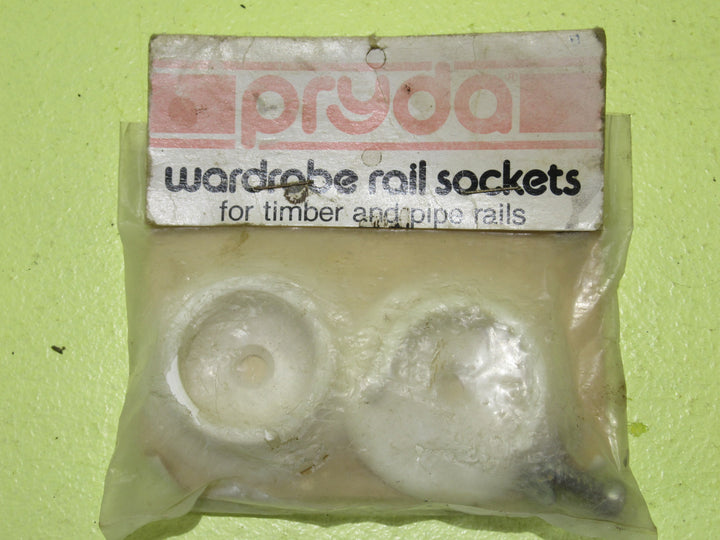 pryda®
wardrobe rail sockets
for timber and pipe rails